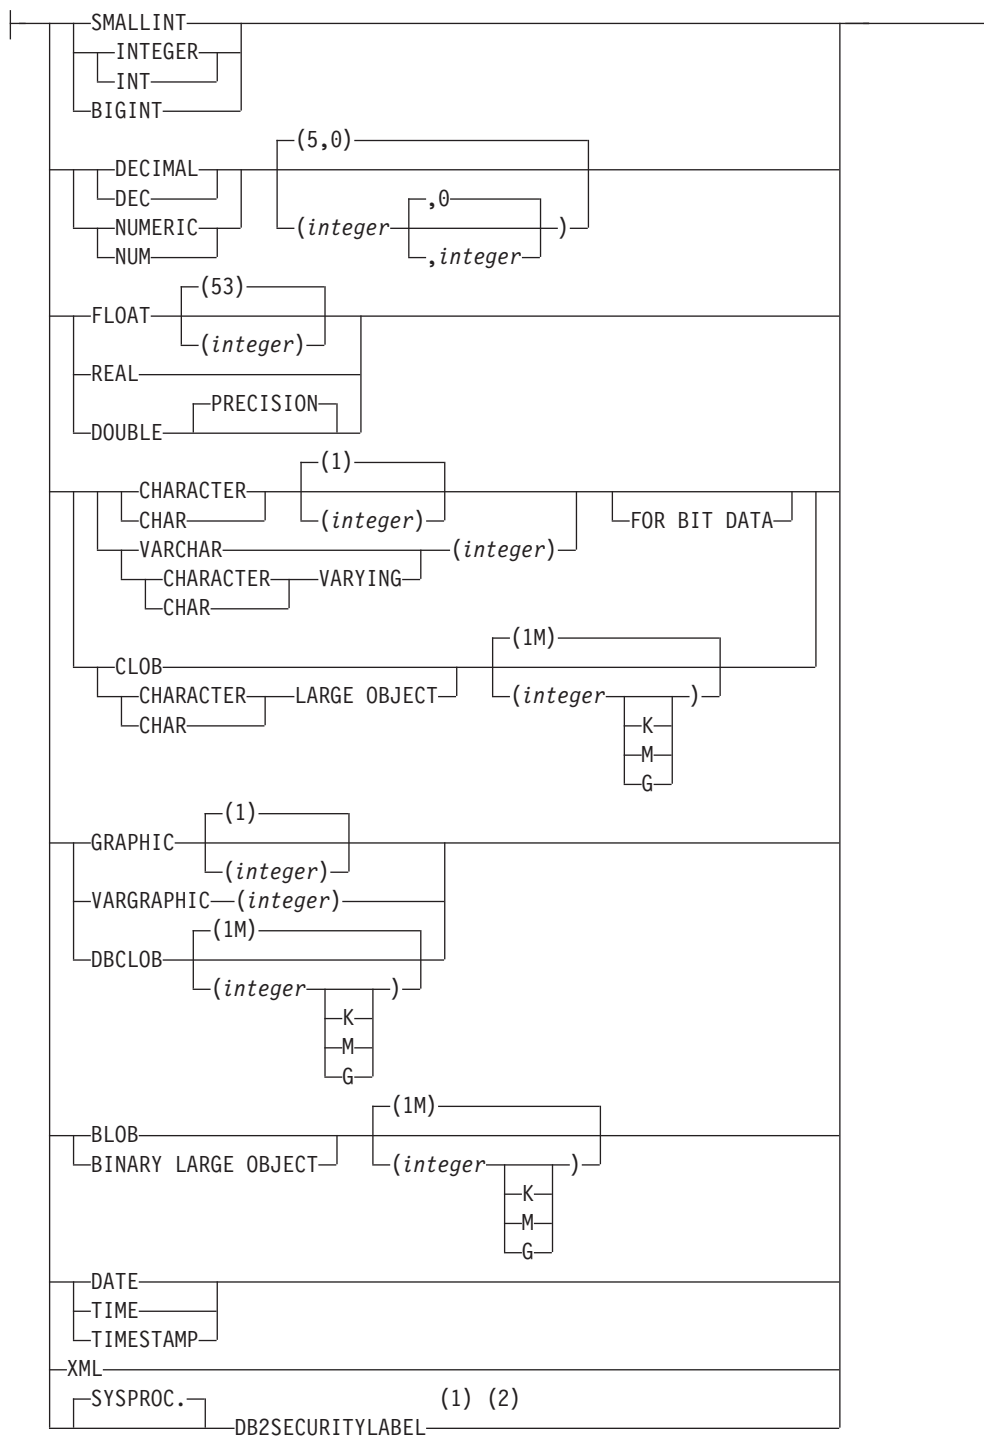 SMALLINT
INTEGER
INT
BIGINT
(5,0)
DECIMAL
DEC
,0
NUMERIC
(integer
)
NUM
,integer
(53)
FLOAT
(integer)
REAL
PRECISION
DOUBLE
(1)
CHARACTER
CHAR
(integer)
FOR BIT DATA
VARCHAR
(integer)
CHARACTER
VARYING
CHAR
(1M)
CLOB
CHARACTER
LARGE OBJECT
(integer
)
CHAR
K
M
G
(1)
GRAPHIC
(integer)
VARGRAPHIC
(integer)
(1M)
DBCLOB
(integer
)
K
M
G
(1M)
BLOB
BINARY LARGE OBJECT
(integer
)
K
M
G
DATE
TIME
TIMESTAMP
XML
SYSPROC.
(1) (2)
DB2SECURITYLABEL